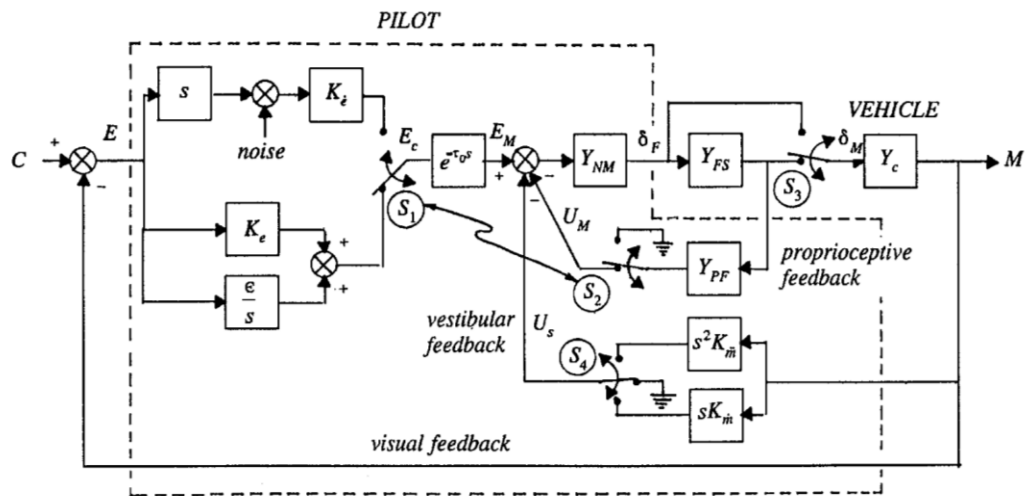 PILOT
VEHICLE
s
K_ė
noise
C
+
−
E
E_c
S_1
e^{-τ_0 s}
E_M
+
−
−
Y_NM
δ_F
Y_FS
S_3
δ_M
Y_c
M
K_e
+
+
ϵ/s
U_M
S_2
Y_PF
proprioceptive
feedback
vestibular
feedback
U_s
S_4
s^2 K_m̈
sK_ṁ
visual feedback